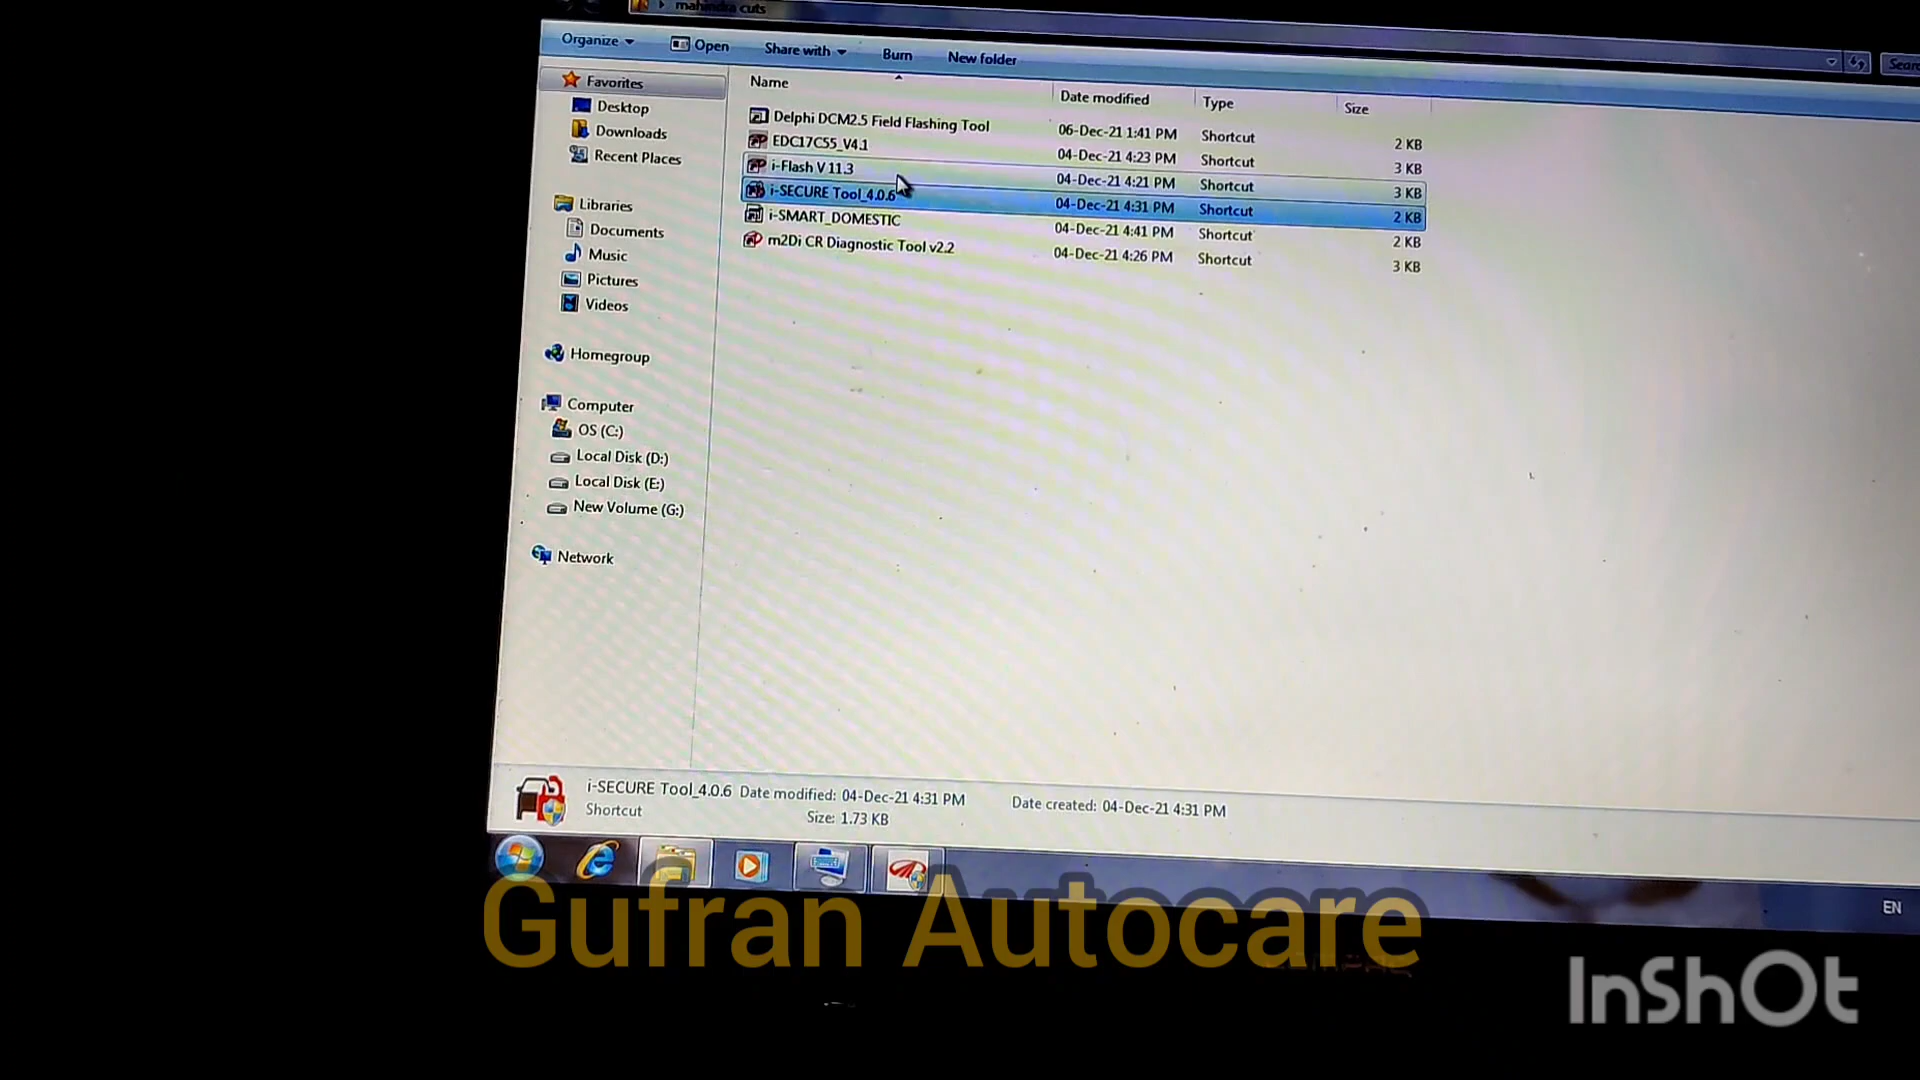 mahindra cuts
Organize Open Share with Burn New folder
Name Date modified Type Size
Delphi DCM2.5 Field Flashing Tool 06-Dec-21 1:41 PM Shortcut 2 KB
EDC17C55_V4.1 04-Dec-21 4:23 PM Shortcut 3 KB
i-Flash V 11.3 04-Dec-21 4:21 PM Shortcut 3 KB
i-SECURE Tool_4.0.6 04-Dec-21 4:31 PM Shortcut 2 KB
i-SMART_DOMESTIC 04-Dec-21 4:41 PM Shortcut 2 KB
m2Di CR Diagnostic Tool v2.2 04-Dec-21 4:26 PM Shortcut 3 KB
Favorites
Desktop
Downloads
Recent Places
Libraries
Documents
Music
Pictures
Videos
Homegroup
Computer
OS (C:)
Local Disk (D:)
Local Disk (E:)
New Volume (G:)
Network
i-SECURE Tool_4.0.6 Date modified: 04-Dec-21 4:31 PM Date created: 04-Dec-21 4:31 PM
Shortcut Size: 1.73 KB
EN
Gufran Autocare
InShOt